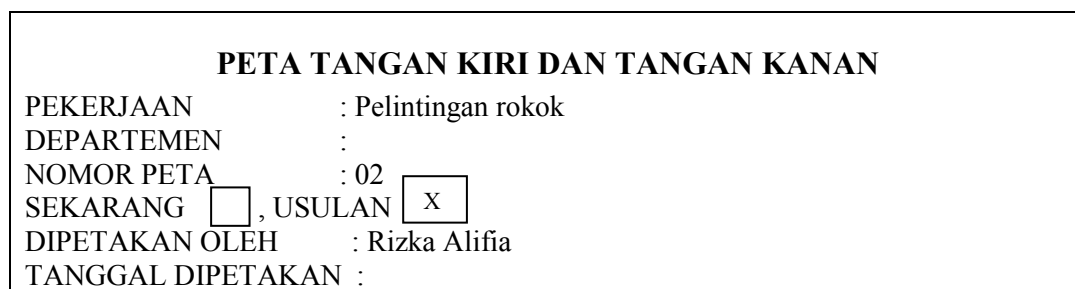 PETA TANGAN KIRI DAN TANGAN KANAN
PEKERJAAN : Pelintingan rokok
DEPARTEMEN :
NOMOR PETA : 02
SEKARANG , USULAN X
DIPETAKAN OLEH : Rizka Alifia
TANGGAL DIPETAKAN :